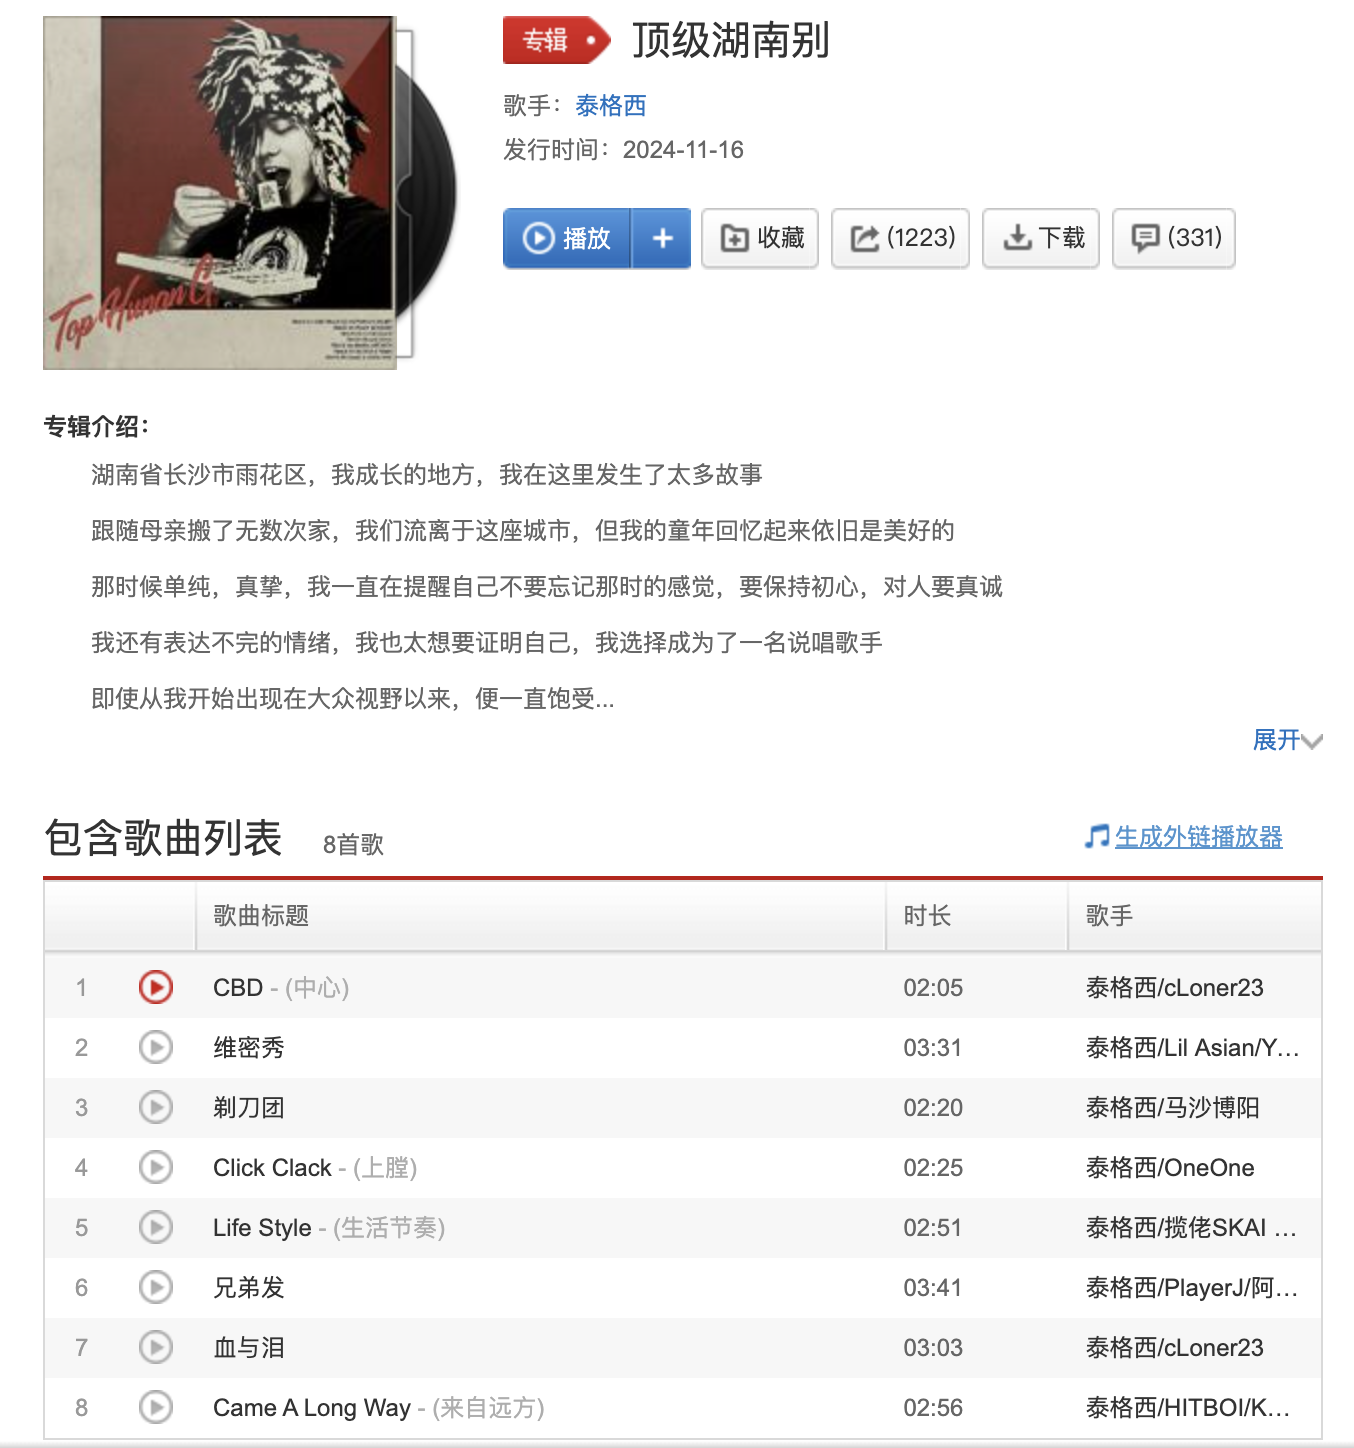 专辑
顶级湖南别
歌手：泰格西
发行时间：2024-11-16
播放
+
收藏
(1223)
下载
(331)
Top Hunan G
专辑介绍：
湖南省长沙市雨花区，我成长的地方，我在这里发生了太多故事
跟随母亲搬了无数次家，我们流离于这座城市，但我的童年回忆起来依旧是美好的
那时候单纯，真挚，我一直在提醒自己不要忘记那时的感觉，要保持初心，对人要真诚
我还有表达不完的情绪，我也太想要证明自己，我选择成为了一名说唱歌手
即使从我开始出现在大众视野以来，便一直饱受...
展开
包含歌曲列表 8首歌 生成外链播放器
歌曲标题 时长 歌手
1 CBD - (中心) 02:05 泰格西/cLoner23
2 维密秀 03:31 泰格西/Lil Asian/Y...
3 剃刀团 02:20 泰格西/马沙博阳
4 Click Clack - (上膛) 02:25 泰格西/OneOne
5 Life Style - (生活节奏) 02:51 泰格西/揽佬SKAI ...
6 兄弟发 03:41 泰格西/PlayerJ/阿...
7 血与泪 03:03 泰格西/cLoner23
8 Came A Long Way - (来自远方) 02:56 泰格西/HITBOI/K...